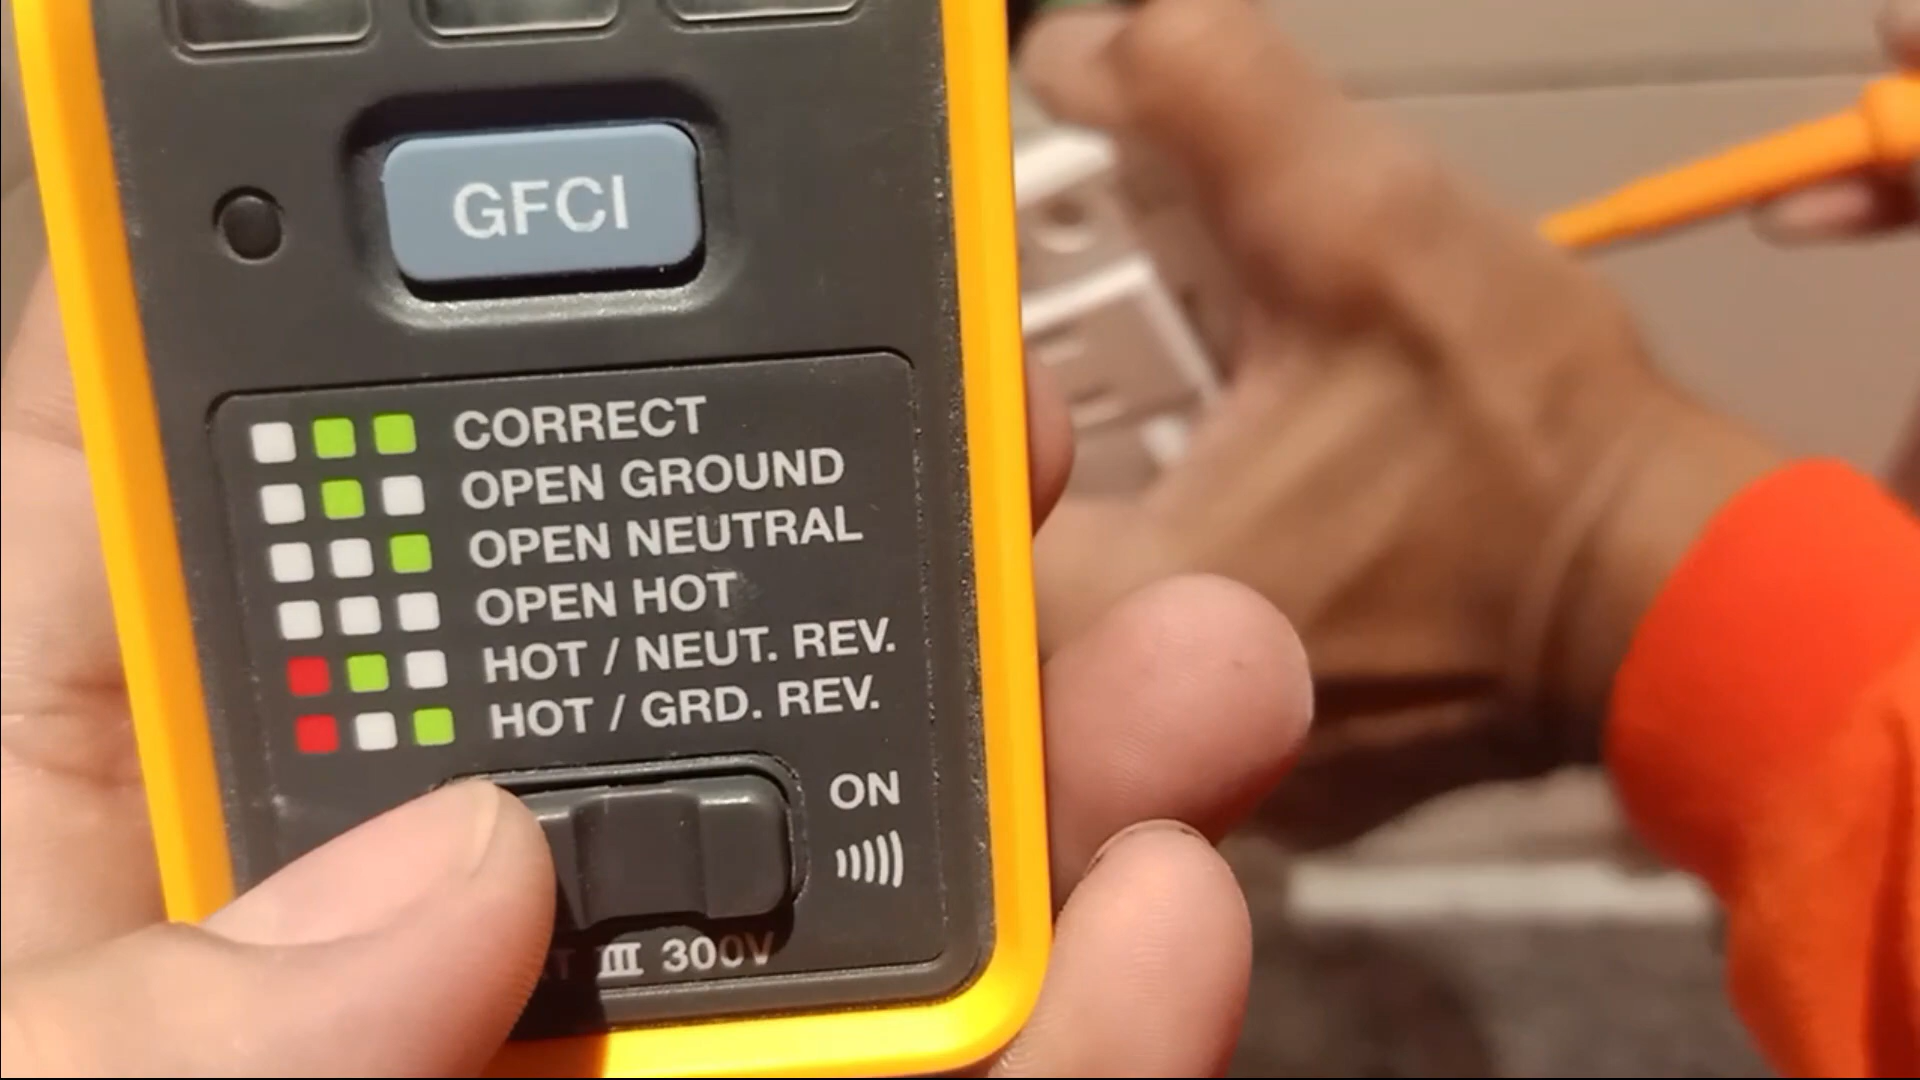 GFCI
CORRECT
OPEN GROUND
OPEN NEUTRAL
OPEN HOT
HOT / NEUT. REV.
HOT / GRD. REV.
ON
III 300V